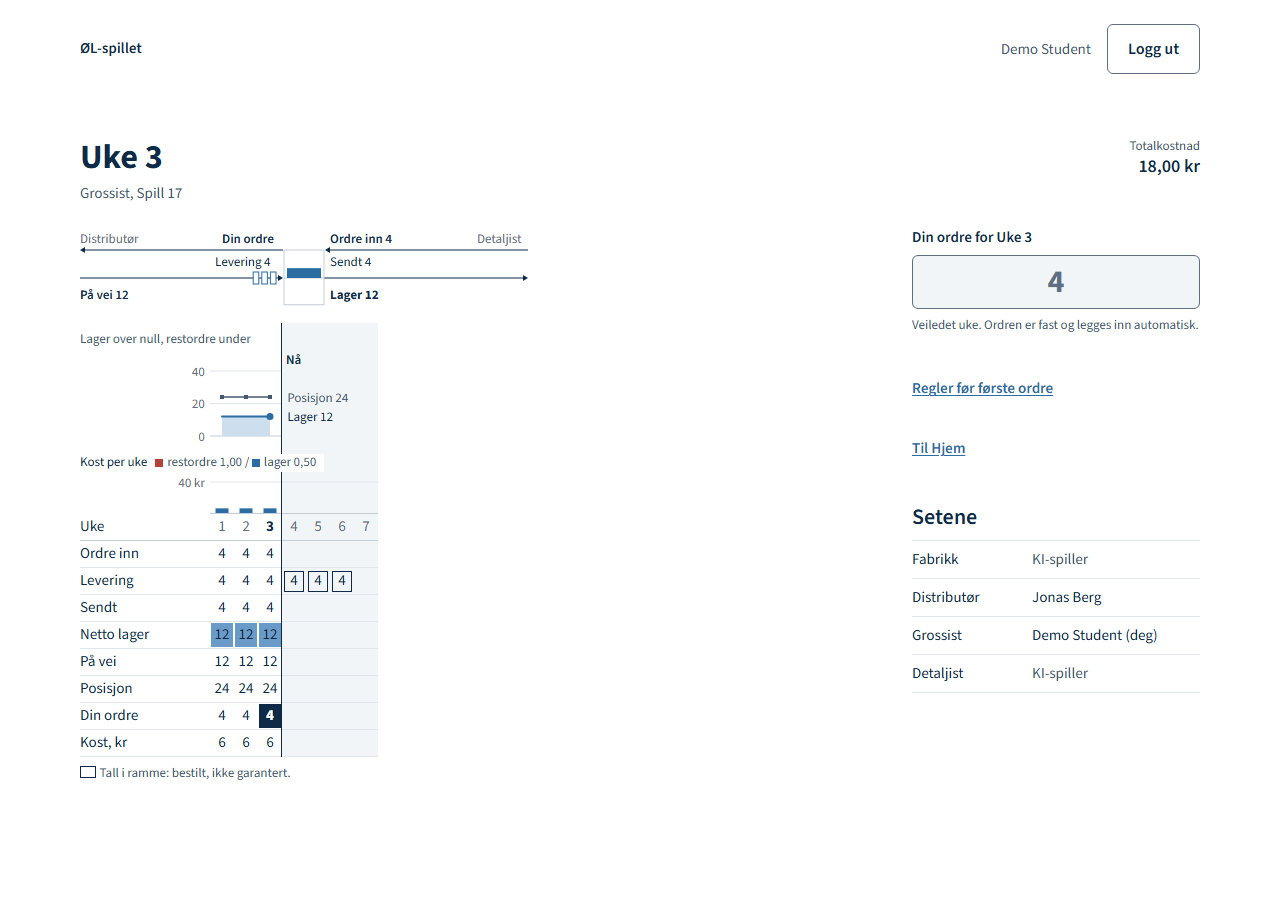 ØL-spillet
Demo Student
Logg ut
Uke 3
Grossist, Spill 17
Totalkostnad
18,00 kr
Distributør
Din ordre
Ordre inn 4
Detaljist
Levering 4
Sendt 4
På vei 12
Lager 12
Din ordre for Uke 3
4
Veiledet uke. Ordren er fast og legges inn automatisk.
Regler før første ordre
Til Hjem
Lager over null, restordre under
Nå
40
Posisjon 24
20
Lager 12
0
Kost per uke restordre 1,00 / lager 0,50
40 kr
Uke 1 2 3 4 5 6 7
Ordre inn 4 4 4
Levering 4 4 4 4 4 4
Sendt 4 4 4
Netto lager 12 12 12
På vei 12 12 12
Posisjon 24 24 24
Din ordre 4 4 4
Kost, kr 6 6 6
Tall i ramme: bestilt, ikke garantert.
Setene
Fabrikk KI-spiller
Distributør Jonas Berg
Grossist Demo Student (deg)
Detaljist KI-spiller